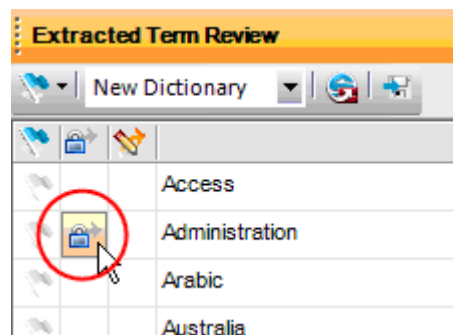 Extracted Term Review
New Dictionary
Access
Administration
Arabic
Australia